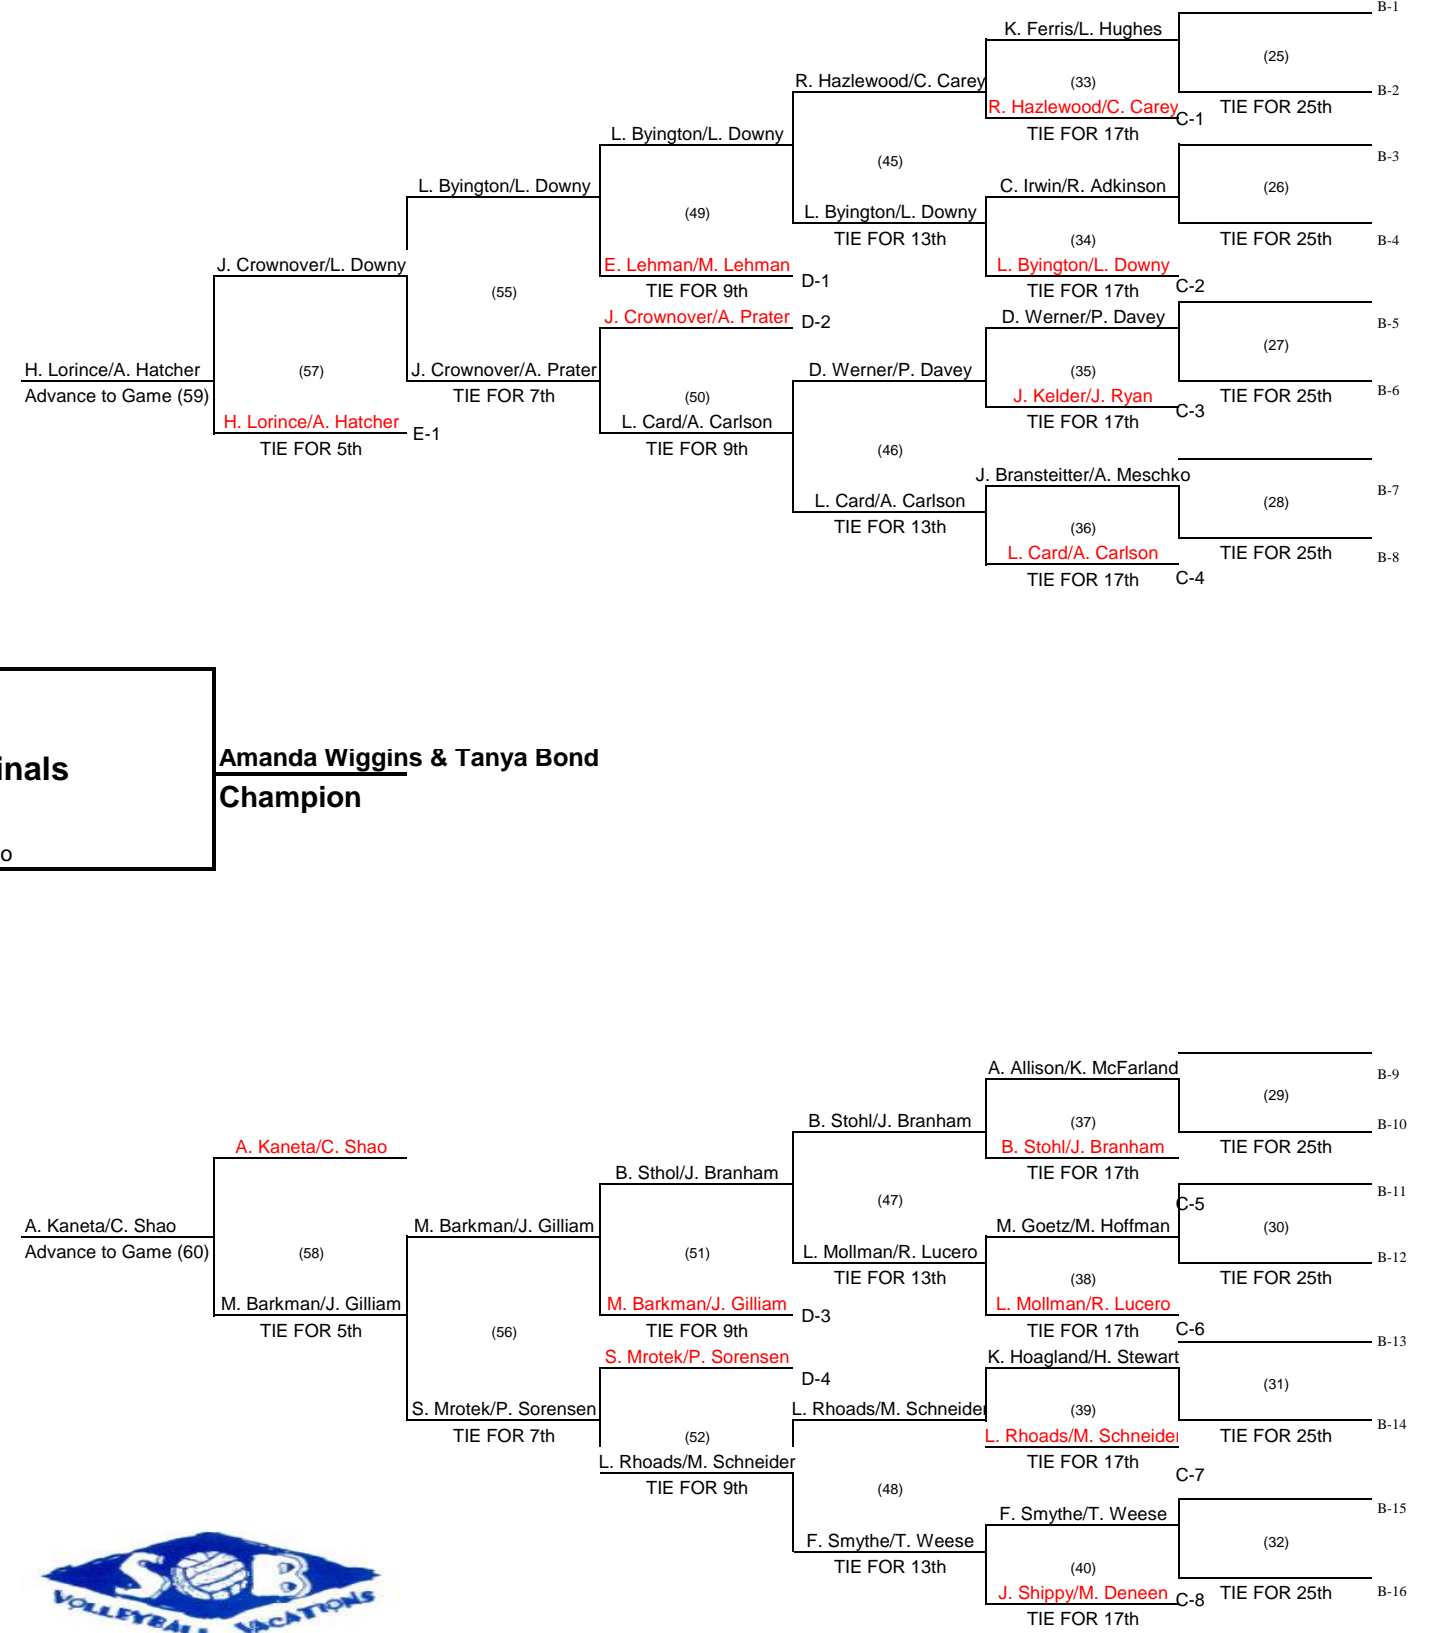 B-1
K. Ferris/L. Hughes
(25)
R. Hazlewood/C. Carey
(33)
B-2
R. Hazlewood/C. Carey
TIE FOR 25th
C-1
L. Byington/L. Downy
TIE FOR 17th
(45)
B-3
L. Byington/L. Downy
C. Irwin/R. Adkinson
(26)
(49)
L. Byington/L. Downy
TIE FOR 13th
(34)
TIE FOR 25th
B-4
J. Crownover/L. Downy
E. Lehman/M. Lehman
L. Byington/L. Downy
D-1
(55)
TIE FOR 9th
TIE FOR 17th
C-2
J. Crownover/A. Prater
D-2
D. Werner/P. Davey
B-5
(27)
H. Lorince/A. Hatcher
(57)
J. Crownover/A. Prater
D. Werner/P. Davey
(35)
Advance to Game (59)
TIE FOR 7th
(50)
J. Kelder/J. Ryan
TIE FOR 25th
B-6
C-3
H. Lorince/A. Hatcher
E-1
L. Card/A. Carlson
TIE FOR 17th
TIE FOR 5th
TIE FOR 9th
(46)
J. Bransteitter/A. Meschko
B-7
L. Card/A. Carlson
(28)
TIE FOR 13th
(36)
L. Card/A. Carlson
TIE FOR 25th
B-8
TIE FOR 17th
C-4
inals
Amanda Wiggins & Tanya Bond
Champion
o
A. Allison/K. McFarland
B-9
(29)
B. Stohl/J. Branham
(37)
B-10
A. Kaneta/C. Shao
B. Stohl/J. Branham
TIE FOR 25th
B. Sthol/J. Branham
TIE FOR 17th
(47)
C-5
B-11
A. Kaneta/C. Shao
M. Barkman/J. Gilliam
M. Goetz/M. Hoffman
(30)
Advance to Game (60)
(58)
(51)
L. Mollman/R. Lucero
B-12
TIE FOR 13th
(38)
TIE FOR 25th
M. Barkman/J. Gilliam
M. Barkman/J. Gilliam
D-3
L. Mollman/R. Lucero
TIE FOR 5th
(56)
TIE FOR 9th
TIE FOR 17th
C-6
B-13
S. Mrotek/P. Sorensen
D-4
K. Hoagland/H. Stewart
(31)
S. Mrotek/P. Sorensen
L. Rhoads/M. Schneider
(39)
B-14
TIE FOR 7th
(52)
L. Rhoads/M. Schneider
TIE FOR 25th
L. Rhoads/M. Schneider
TIE FOR 17th
C-7
TIE FOR 9th
(48)
F. Smythe/T. Weese
B-15
F. Smythe/T. Weese
(32)
TIE FOR 13th
(40)
J. Shippy/M. Deneen
C-8
TIE FOR 25th
B-16
TIE FOR 17th
SOB
VOLLEYBALL VACATIONS